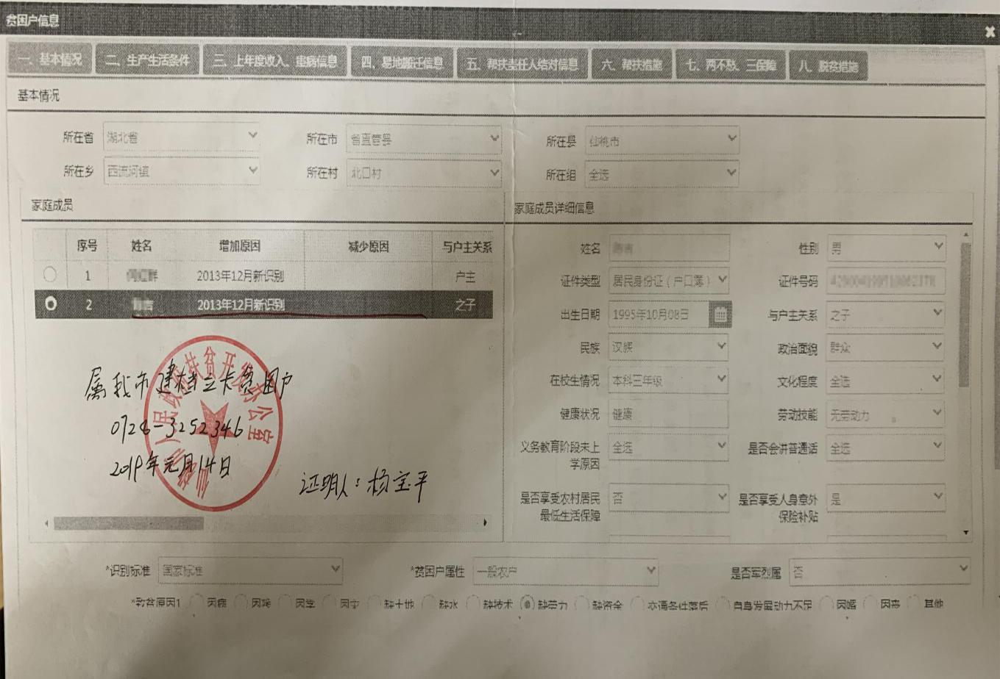 贫困户信息
一、基本情况 二、生产生活条件 三、上年度收入、患病信息 四、易地搬迁信息 五、帮扶责任人结对信息 六、帮扶措施 七、两不愁、三保障 八、脱贫措施
基本情况
所在省 湖北省 所在市 省直管县 所在县 仙桃市
所在乡 西流河镇 所在村 北口村 所在组 全选
家庭成员
序号 姓名 增加原因 减少原因 与户主关系
1 群 2013年12月新识别 户主
2 吉 2013年12月新识别 之子
属我市建档立卡贫困户
0728-3252346
2019年元月14日
证明人：杨宝平
扶贫开发办公室
家庭成员详细信息
姓名 性别 男
证件类型 居民身份证（户口簿） 证件号码
出生日期 1995年10月08日 与户主关系 之子
民族 汉族 政治面貌 群众
在校生情况 本科三年级 文化程度 全选
健康状况 健康 劳动技能 无劳动力
义务教育阶段未上学原因 全选 是否会讲普通话 全选
是否享受农村居民最低生活保障 否 是否享受人身意外保险补贴 是
*识别标准 国家标准 *贫困户属性 一般农户 是否军烈属 否
*致贫原因1 因病 因残 因学 因灾 缺土地 缺水 缺技术 缺劳力 缺资金 交通条件落后 自身发展动力不足 因婚 因丧 其他